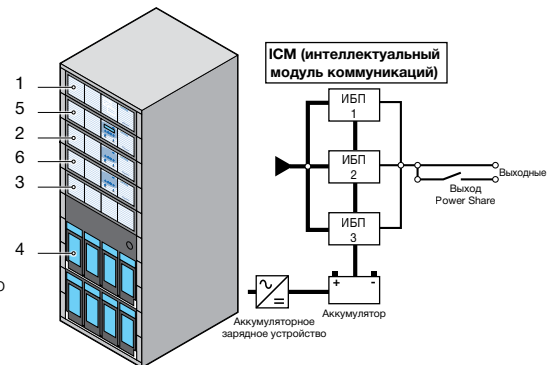 1
5
2
6
3
4
о
ICM (интеллектуальный
модуль коммуникаций)
ИБП
1
ИБП
2
ИБП
3
Выходные
Выход
Power Share
+ -
Аккумулятор
Аккумуляторное
зарядное устройство